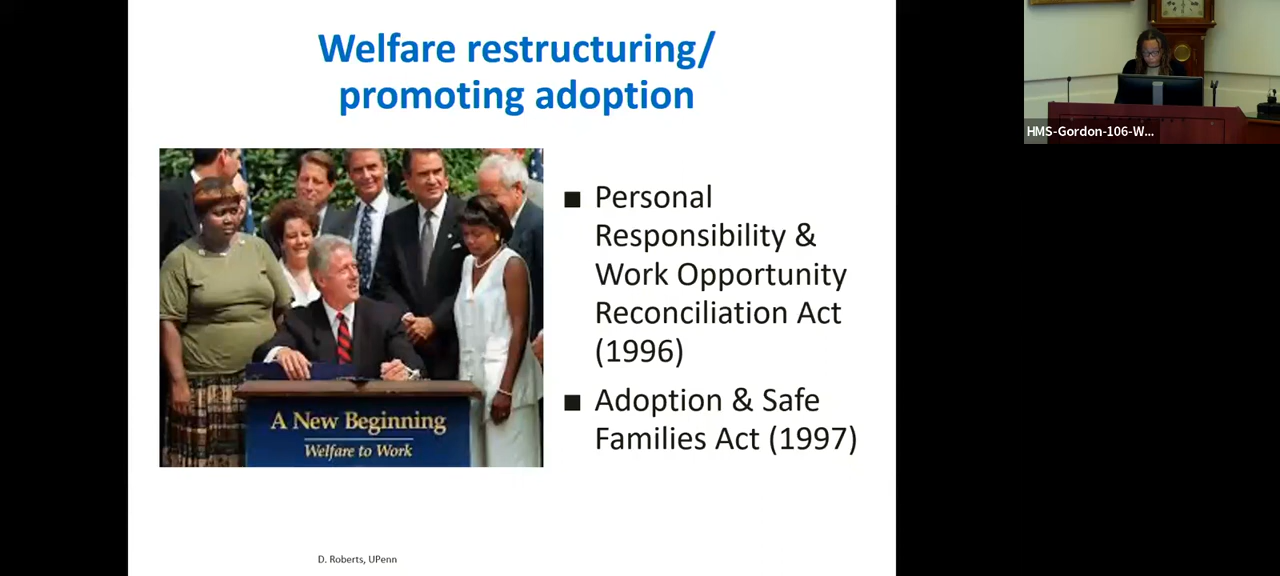 Welfare restructuring/
promoting adoption
A New Beginning
Welfare to Work
■ Personal
Responsibility &
Work Opportunity
Reconciliation Act
(1996)
■ Adoption & Safe
Families Act (1997)
D. Roberts, UPenn
HMS-Gordon-106-W...